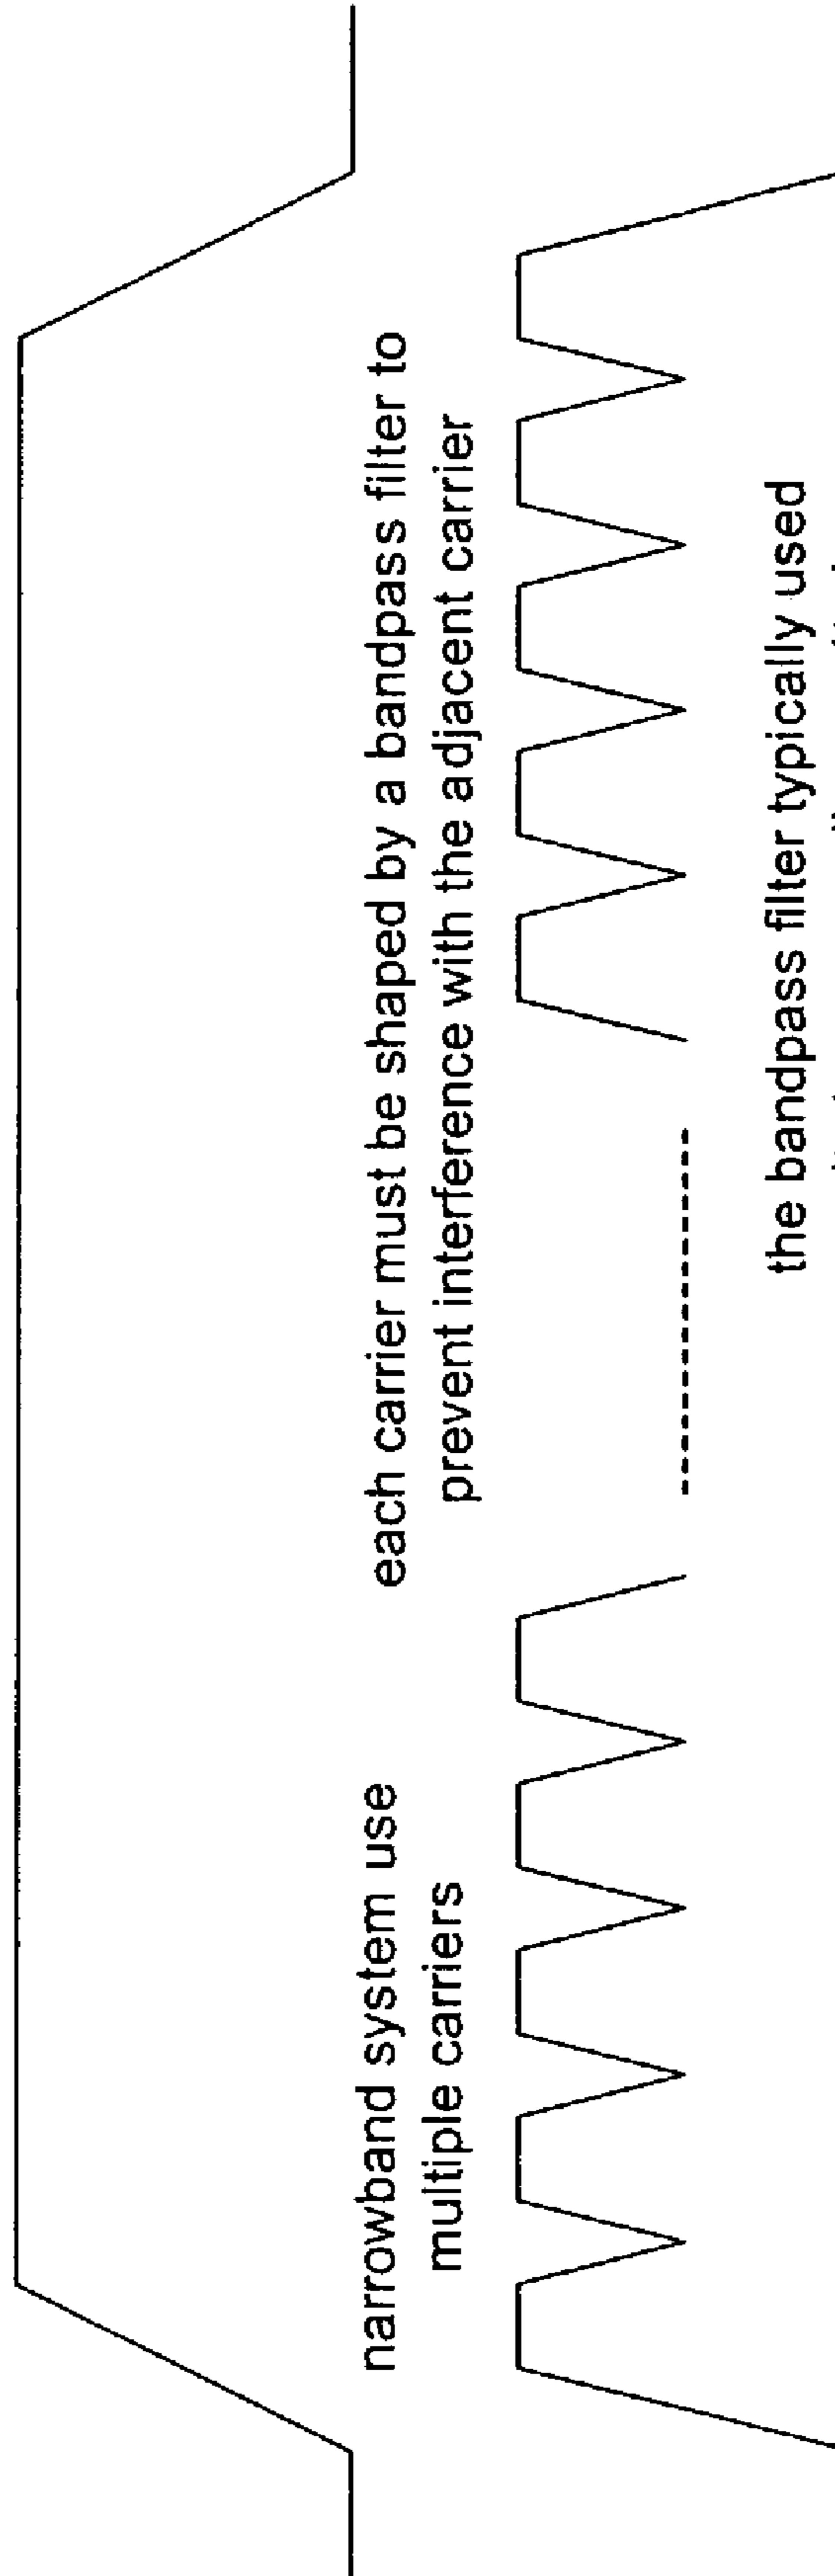 narrowband system use
multiple carriers
each carrier must be shaped by a bandpass filter to
prevent interference with the adjacent carrier
the bandpass filter typically used